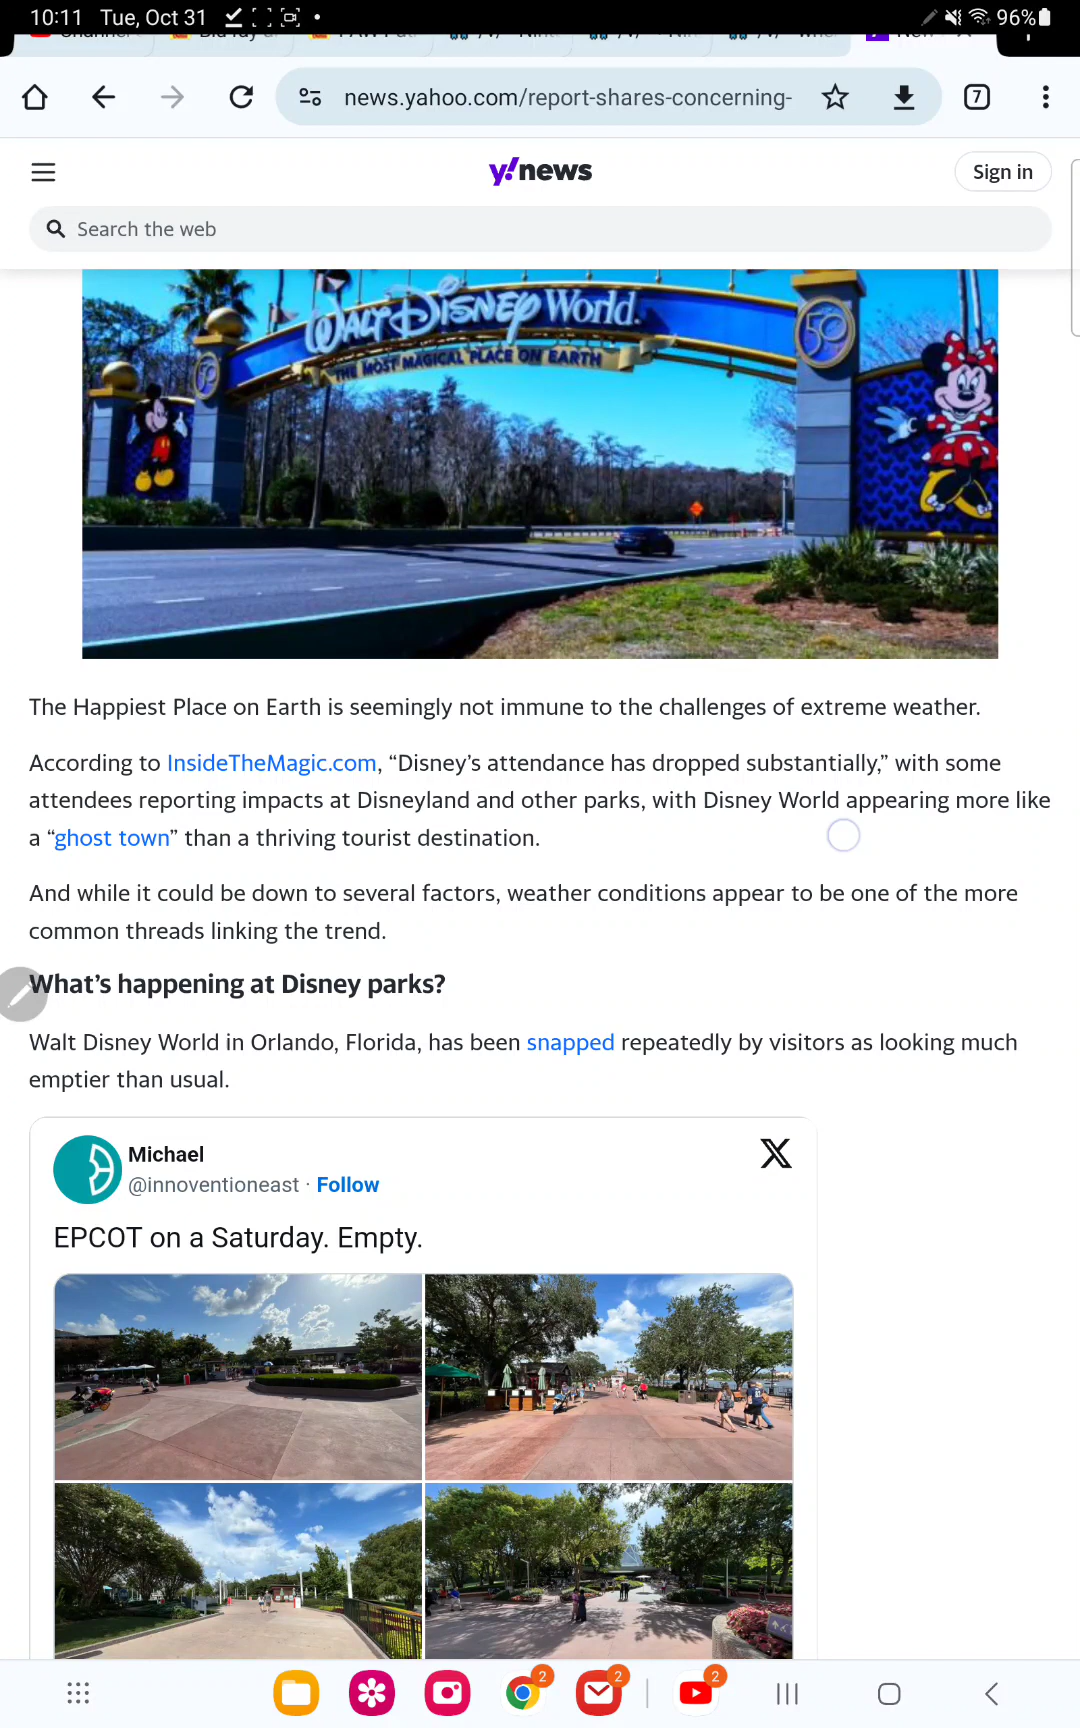 10:11 Tue, Oct 31
96%
news.yahoo.com/report-shares-concerning-
7
y!news
Sign in
Search the web
WALT DISNEY World.
THE MOST MAGICAL PLACE ON EARTH
50
The Happiest Place on Earth is seemingly not immune to the challenges of extreme weather.
According to InsideTheMagic.com, “Disney’s attendance has dropped substantially,” with some
attendees reporting impacts at Disneyland and other parks, with Disney World appearing more like
a “ghost town” than a thriving tourist destination.
And while it could be down to several factors, weather conditions appear to be one of the more
common threads linking the trend.
What’s happening at Disney parks?
Walt Disney World in Orlando, Florida, has been snapped repeatedly by visitors as looking much
emptier than usual.
Michael
@innoventioneast · Follow
X
EPCOT on a Saturday. Empty.
2
2
2